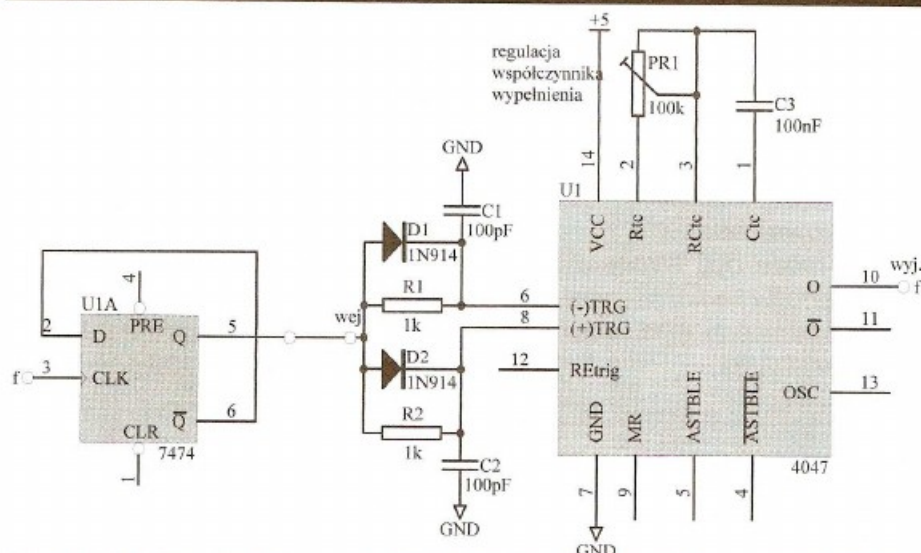 +5
regulacja
współczynnika
wypełnienia
PR1
100k
C3
100nF
GND
14
2
3
1
C1
100pF
U1
D1
1N914
VCC
Rtc
RCtc
Ctc
4
U1A
R1
1k
wej
6
(-)TRG
8
(+)TRG
O
10
wyj.
f
2
D
PRE
Q
5
O
11
f
3
CLK
D2
1N914
12
REtrig
OSC
13
Q
6
CLR
7474
1
R2
1k
C2
100pF
GND
GND
MR
ASTBLE
ASTBLE
4047
7
9
5
4
GND